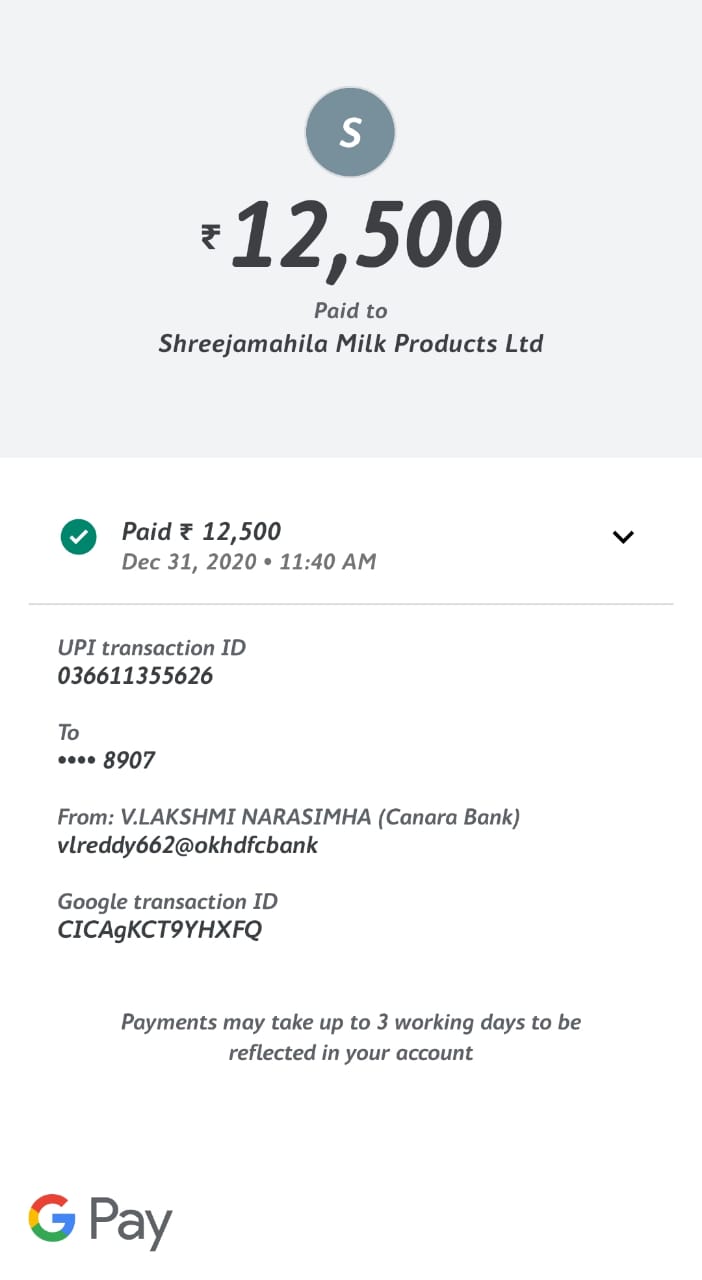 S
₹12,500
Paid to
Shreejamahila Milk Products Ltd
Paid ₹ 12,500
Dec 31, 2020 • 11:40 AM
UPI transaction ID
036611355626
To
•••• 8907
From: V.LAKSHMI NARASIMHA (Canara Bank)
vlreddy662@okhdfcbank
Google transaction ID
CICAgKCT9YHXFQ
Payments may take up to 3 working days to be
reflected in your account
G Pay